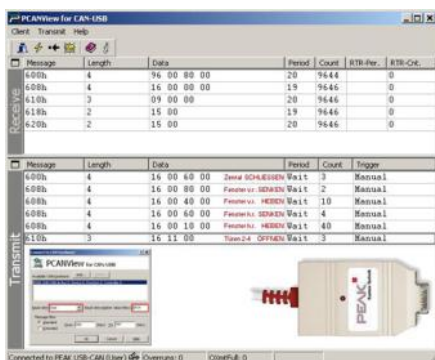 PCANView for CAN-USB
Client Transmit Help
Message Length Data Period Count RTR-Per. RTR-Cnt.
600h 4 96 00 80 00 20 9644 0
608h 4 16 00 00 00 19 9646 0
610h 3 09 00 00 20 9646 0
618h 2 15 00 19 9646 0
620h 2 15 00 20 9646 0
Receive
Message Length Data Period Count Trigger
600h 4 16 00 60 00 Zentral SCHLIESSEN Wait 3 Manual
608h 4 16 00 80 00 Fenster v.r. SENKEN Wait 2 Manual
608h 4 16 00 40 00 Fenster v.r. HEBEN Wait 10 Manual
608h 4 16 00 60 00 Fenster h.r. SENKEN Wait 4 Manual
608h 4 16 00 10 00 Fenster h.r. HEBEN Wait 40 Manual
610h 3 16 11 00 Türen 2-4 ÖFFNEN Wait 3 Manual
Transmit
PCANView for CAN-USB
PEAK
Connected to PEAK USB-CAN (User) Overruns: 0 QXmtFull: 0